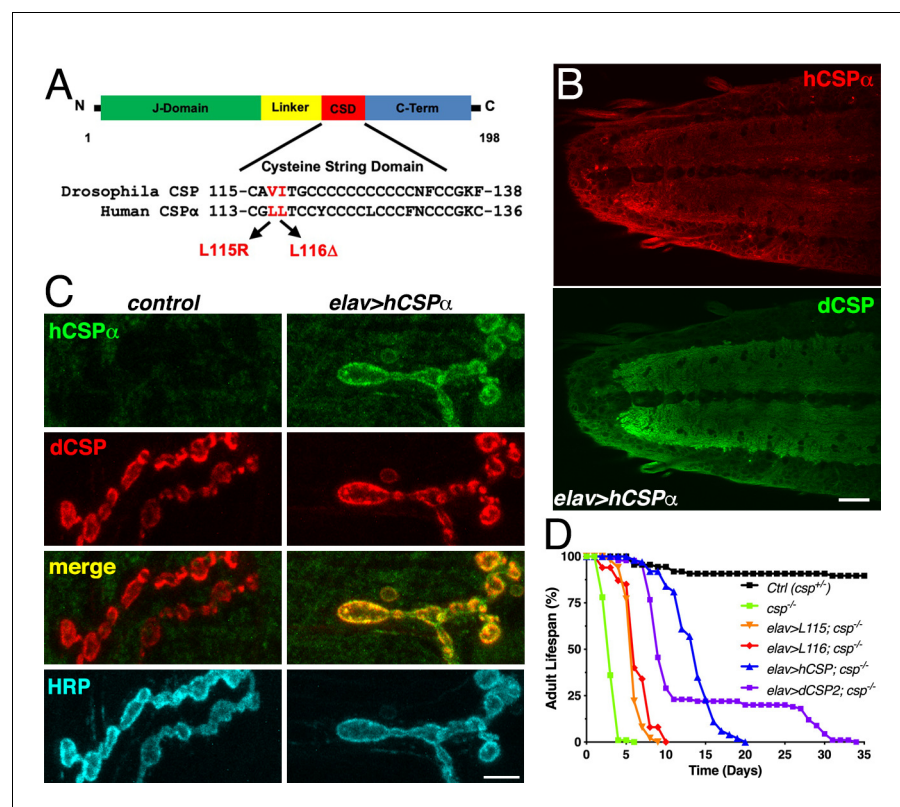 A
N
J-Domain
Linker
CSD
C-Term
C
1
198
Cysteine String Domain
Drosophila CSP 115-CAVITGCCCCCCCCCCCNFCCGKF-138
Human CSPα 113-CGLLTCCYCCCCLCCCFNCCCGKC-136
L115R
L116Δ
B
hCSPα
dCSP
elav>hCSPα
C
control
elav>hCSPα
hCSPα
dCSP
merge
HRP
D
100
75
50
25
0
Adult Lifespan (%)
0 5 10 15 20 25 30 35
Time (Days)
Ctrl (csp+/-)
csp-/-
elav>L115; csp-/-
elav>L116; csp-/-
elav>hCSP; csp-/-
elav>dCSP2; csp-/-